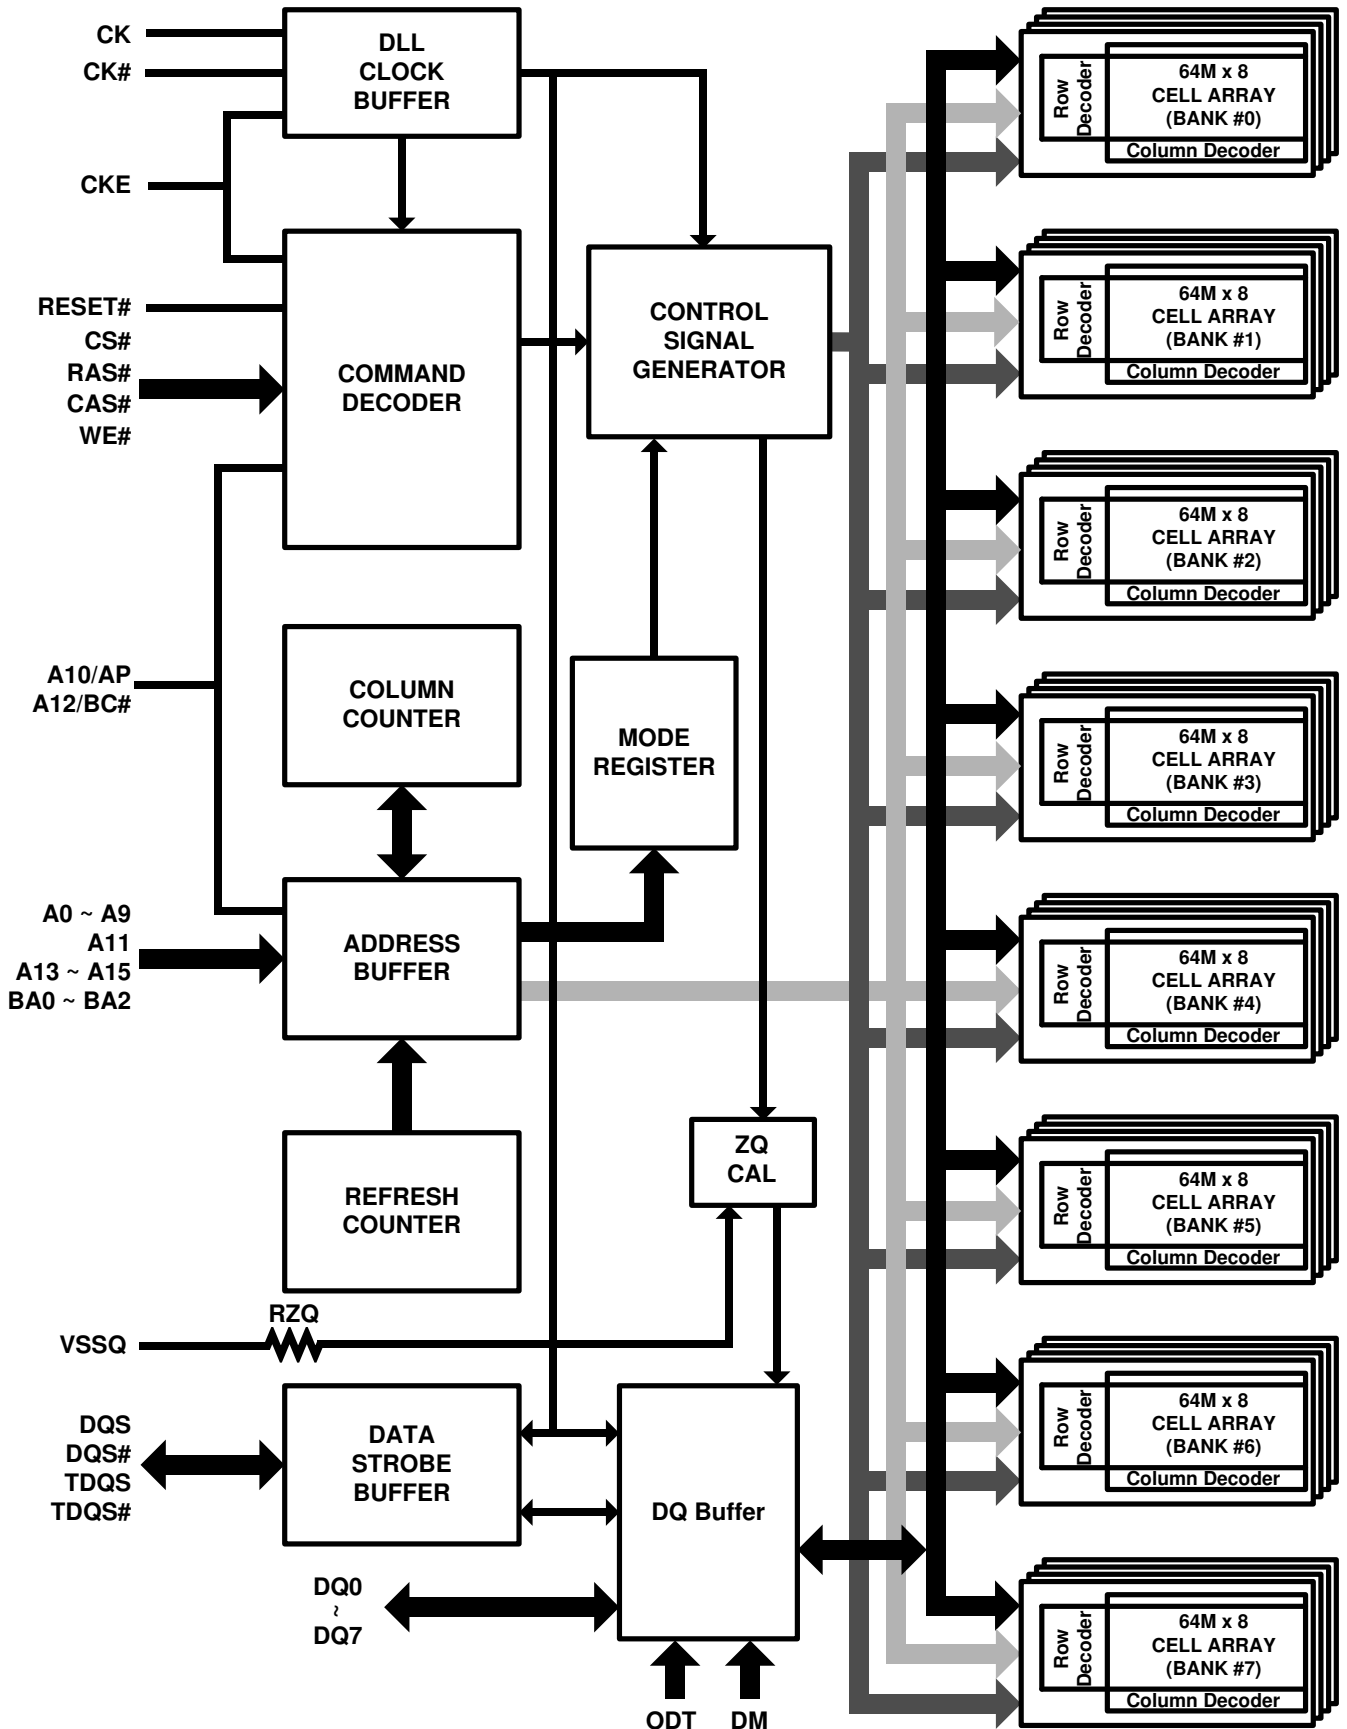 CK
CK#
CKE
RESET#
CS#
RAS#
CAS#
WE#
A10/AP
A12/BC#
A0 ~ A9
A11
A13 ~ A15
BA0 ~ BA2
VSSQ
RZQ
DQS
DQS#
TDQS
TDQS#
DQ0
~
DQ7
DLL
CLOCK
BUFFER
COMMAND
DECODER
COLUMN
COUNTER
ADDRESS
BUFFER
REFRESH
COUNTER
DATA
STROBE
BUFFER
CONTROL
SIGNAL
GENERATOR
MODE
REGISTER
ZQ
CAL
DQ Buffer
ODT
DM
Row
Decoder
64M x 8
CELL ARRAY
(BANK #0)
Column Decoder
Row
Decoder
64M x 8
CELL ARRAY
(BANK #1)
Column Decoder
Row
Decoder
64M x 8
CELL ARRAY
(BANK #2)
Column Decoder
Row
Decoder
64M x 8
CELL ARRAY
(BANK #3)
Column Decoder
Row
Decoder
64M x 8
CELL ARRAY
(BANK #4)
Column Decoder
Row
Decoder
64M x 8
CELL ARRAY
(BANK #5)
Column Decoder
Row
Decoder
64M x 8
CELL ARRAY
(BANK #6)
Column Decoder
Row
Decoder
64M x 8
CELL ARRAY
(BANK #7)
Column Decoder